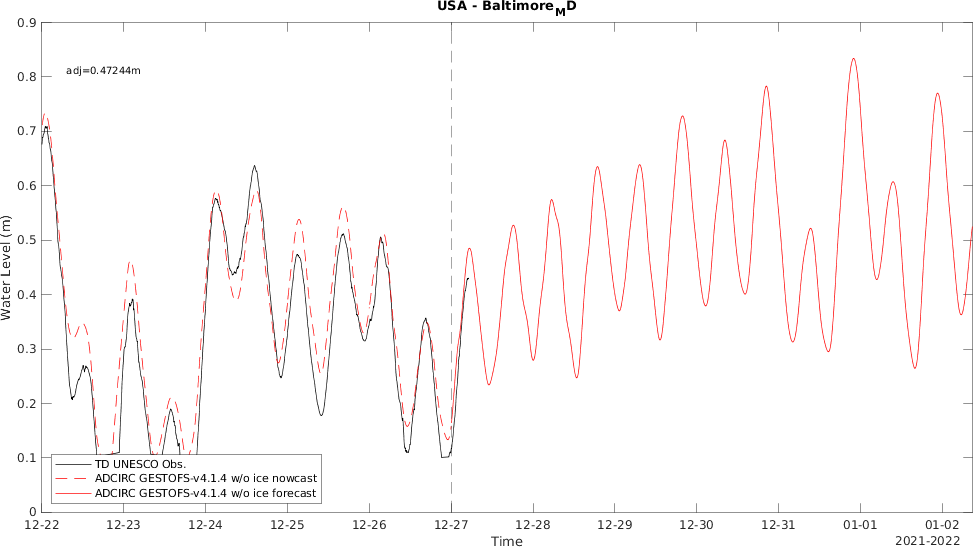 USA - Baltimore_MD
0.9
adj=0.47244m
0.8
0.7
0.6
0.5
0.4
0.3
0.2
0.1
0
Water Level (m)
TD UNESCO Obs.
ADCIRC GESTOFS-v4.1.4 w/o ice nowcast
ADCIRC GESTOFS-v4.1.4 w/o ice forecast
12-22 12-23 12-24 12-25 12-26 12-27 12-28 12-29 12-30 12-31 01-01 01-02
Time
2021-2022